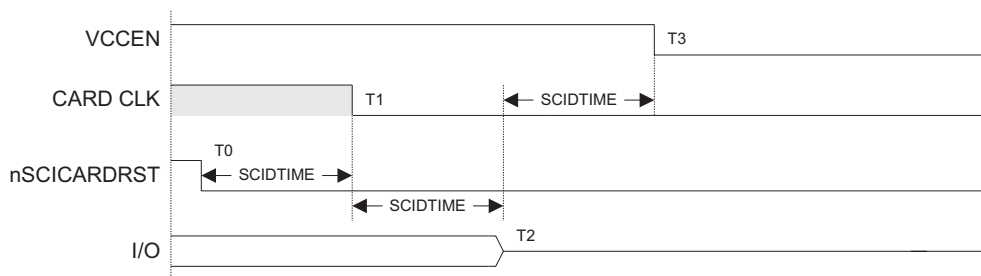 VCCEN
T3
CARD CLK
T1
SCIDTIME
T0
nSCICARDRST
SCIDTIME
SCIDTIME
I/O
T2